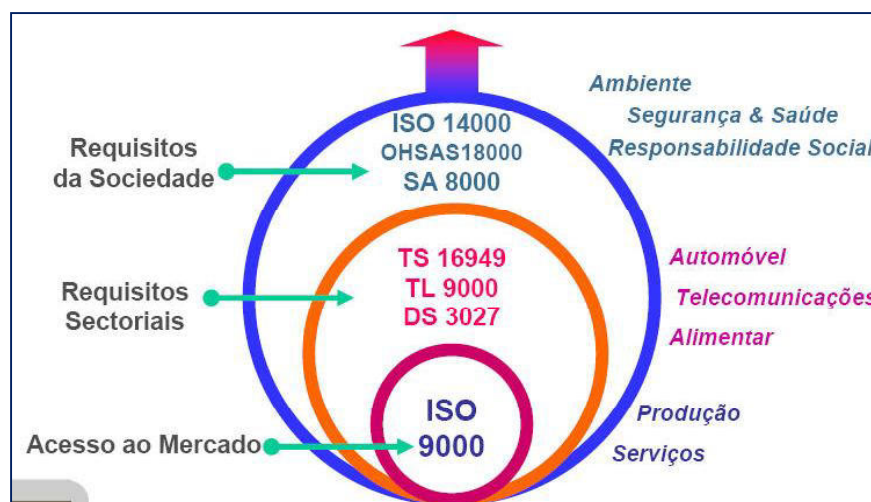 Ambiente
Segurança & Saúde
Responsabilidade Social
ISO 14000
OHSAS18000
SA 8000
Requisitos
da Sociedade
TS 16949
TL 9000
DS 3027
Automóvel
Telecomunicações
Alimentar
Requisitos
Sectoriais
ISO
9000
Produção
Serviços
Acesso ao Mercado